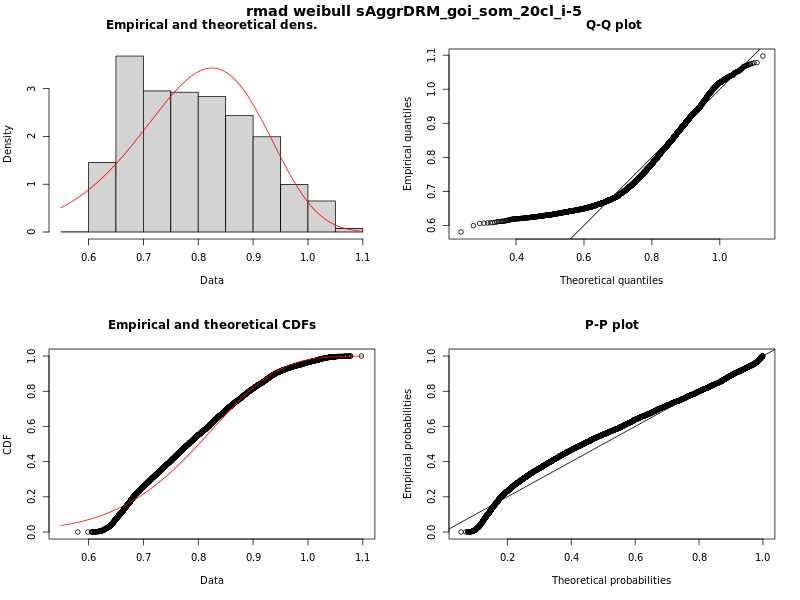 rmad weibull sAggrDRM_goi_som_20cl_i-5
Empirical and theoretical dens.
Density
0 1 2 3
0.6 0.7 0.8 0.9 1.0 1.1
Data
Q-Q plot
Empirical quantiles
0.6 0.7 0.8 0.9 1.0 1.1
0.4 0.6 0.8 1.0
Theoretical quantiles
Empirical and theoretical CDFs
CDF
0.0 0.2 0.4 0.6 0.8 1.0
0.6 0.7 0.8 0.9 1.0 1.1
Data
P-P plot
Empirical probabilities
0.0 0.2 0.4 0.6 0.8 1.0
0.2 0.4 0.6 0.8 1.0
Theoretical probabilities